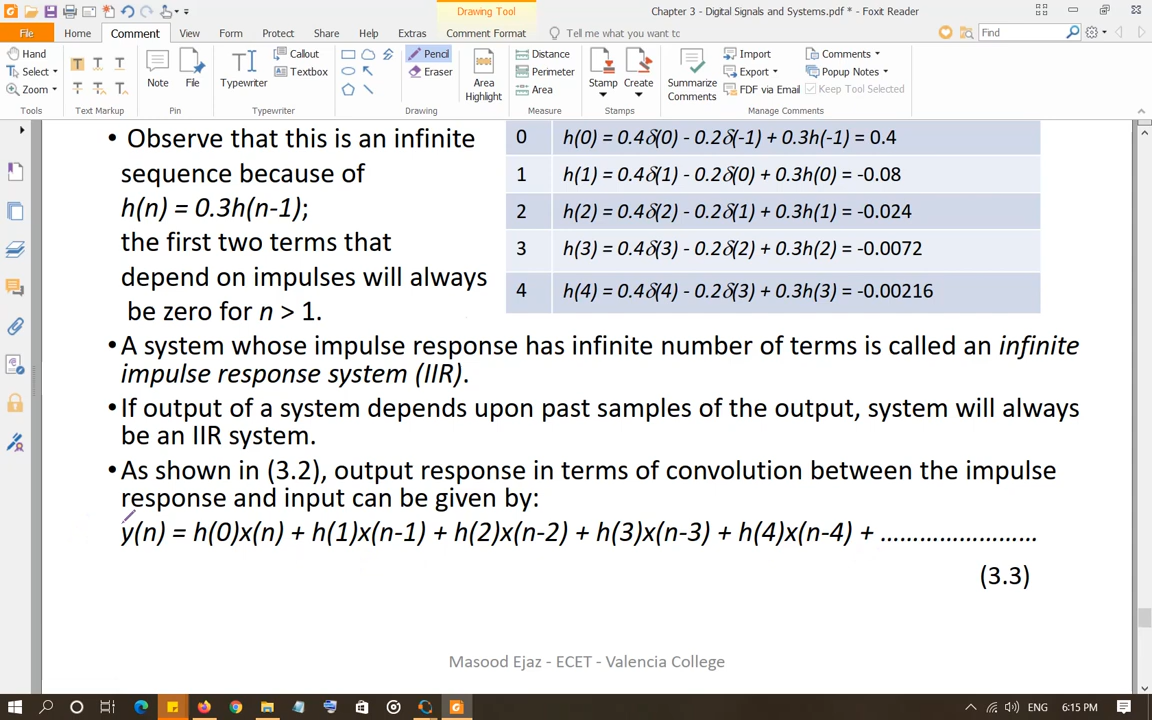 Drawing Tool
Chapter 3 - Digital Signals and Systems.pdf * - Foxit Reader
File Home Comment View Form Protect Share Help Extras Comment Format Tell me what you want to do Find
Hand
Select
Zoom
Tools
T T T
T T T
Text Markup
Note
File
Pin
Typewriter
Callout
Textbox
Typewriter
Pencil
Eraser
Drawing
Area
Highlight
Distance
Perimeter
Area
Measure
Stamp
Create
Stamps
Summarize
Comments
Import
Export
FDF via Email
Comments
Popup Notes
Keep Tool Selected
Manage Comments
• Observe that this is an infinite
sequence because of
h(n) = 0.3h(n-1);
the first two terms that
depend on impulses will always
be zero for n > 1.
0 h(0) = 0.4δ(0) - 0.2δ(-1) + 0.3h(-1) = 0.4
1 h(1) = 0.4δ(1) - 0.2δ(0) + 0.3h(0) = -0.08
2 h(2) = 0.4δ(2) - 0.2δ(1) + 0.3h(1) = -0.024
3 h(3) = 0.4δ(3) - 0.2δ(2) + 0.3h(2) = -0.0072
4 h(4) = 0.4δ(4) - 0.2δ(3) + 0.3h(3) = -0.00216
• A system whose impulse response has infinite number of terms is called an infinite
impulse response system (IIR).
• If output of a system depends upon past samples of the output, system will always
be an IIR system.
• As shown in (3.2), output response in terms of convolution between the impulse
response and input can be given by:
y(n) = h(0)x(n) + h(1)x(n-1) + h(2)x(n-2) + h(3)x(n-3) + h(4)x(n-4) + ……………………
(3.3)
Masood Ejaz - ECET - Valencia College
ENG 6:15 PM